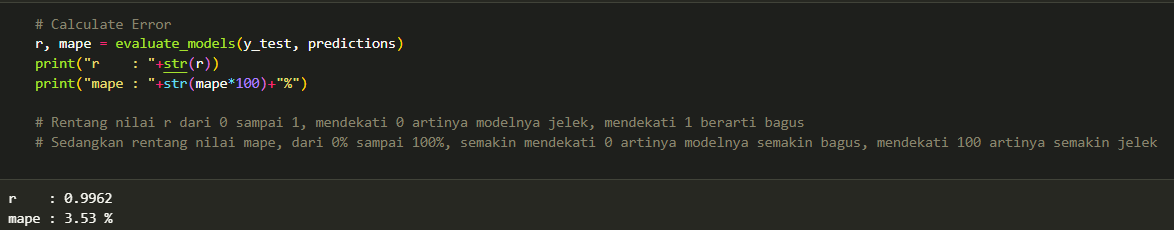 # Calculate Error
r, mape = evaluate_models(y_test, predictions)
print("r    : "+str(r))
print("mape : "+str(mape*100)+"%")
# Rentang nilai r dari 0 sampai 1, mendekati 0 artinya modelnya jelek, mendekati 1 berarti bagus
# Sedangkan rentang nilai mape, dari 0% sampai 100%, semakin mendekati 0 artinya modelnya semakin bagus, mendekati 100 artinya semakin jelek
r    : 0.9962
mape : 3.53 %